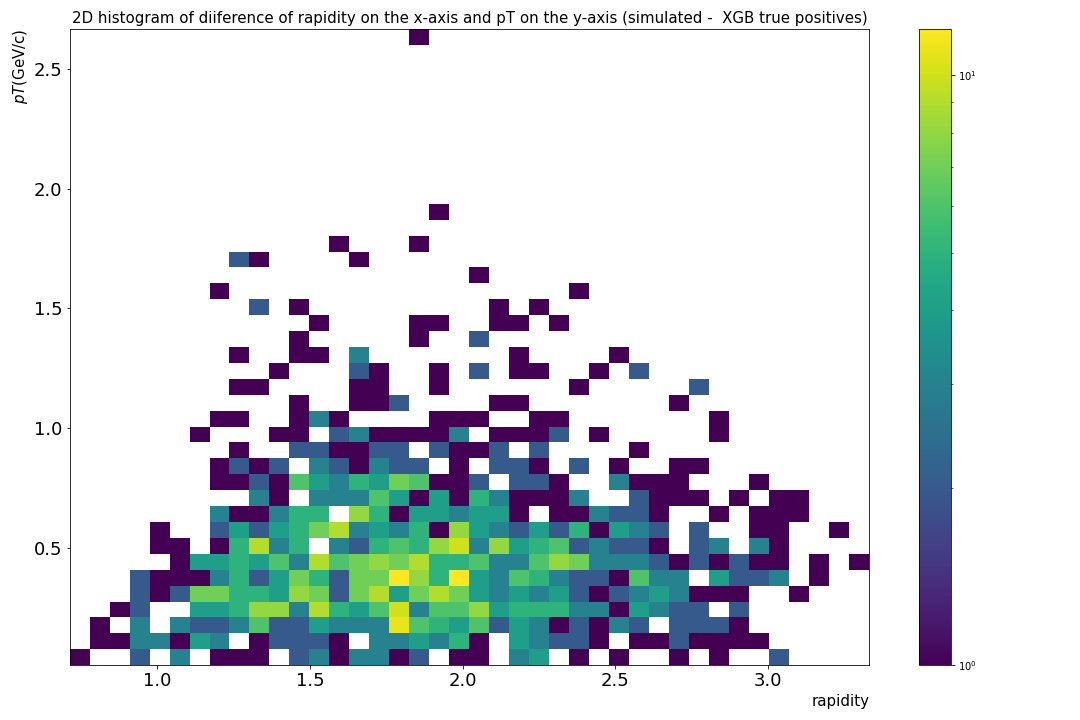 2D histogram of diiference of rapidity on the x-axis and pT on the y-axis (simulated -  XGB true positives)
pT(GeV/c)
2.5
2.0
1.5
1.0
0.5
1.0 1.5 2.0 2.5 3.0
rapidity
10¹
10⁰